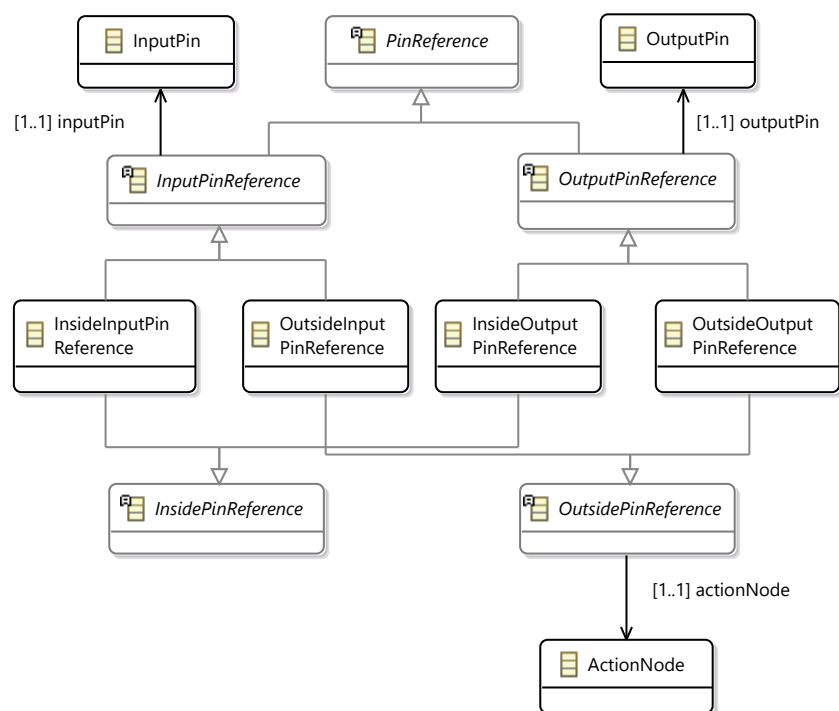 InputPin
PinReference
OutputPin
[1..1] inputPin
[1..1] outputPin
InputPinReference
OutputPinReference
InsideInputPin
Reference
OutsideInput
PinReference
InsideOutput
PinReference
OutsideOutput
PinReference
InsidePinReference
OutsidePinReference
[1..1] actionNode
ActionNode